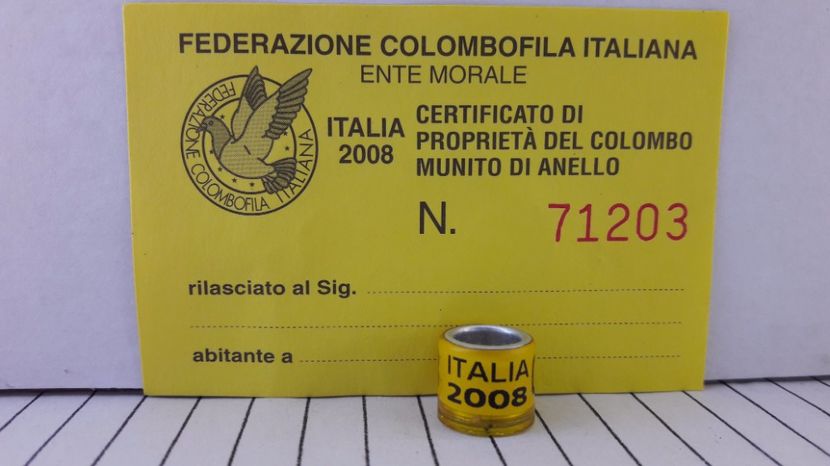 FEDERAZIONE COLOMBOFILA ITALIANA
ENTE MORALE
FEDERAZIONE COLOMBOFILA ITALIANA
ITALIA
2008
CERTIFICATO DI
PROPRIETÀ DEL COLOMBO
MUNITO DI ANELLO
N. 71203
rilasciato al Sig.
abitante a
ITALIA
2008